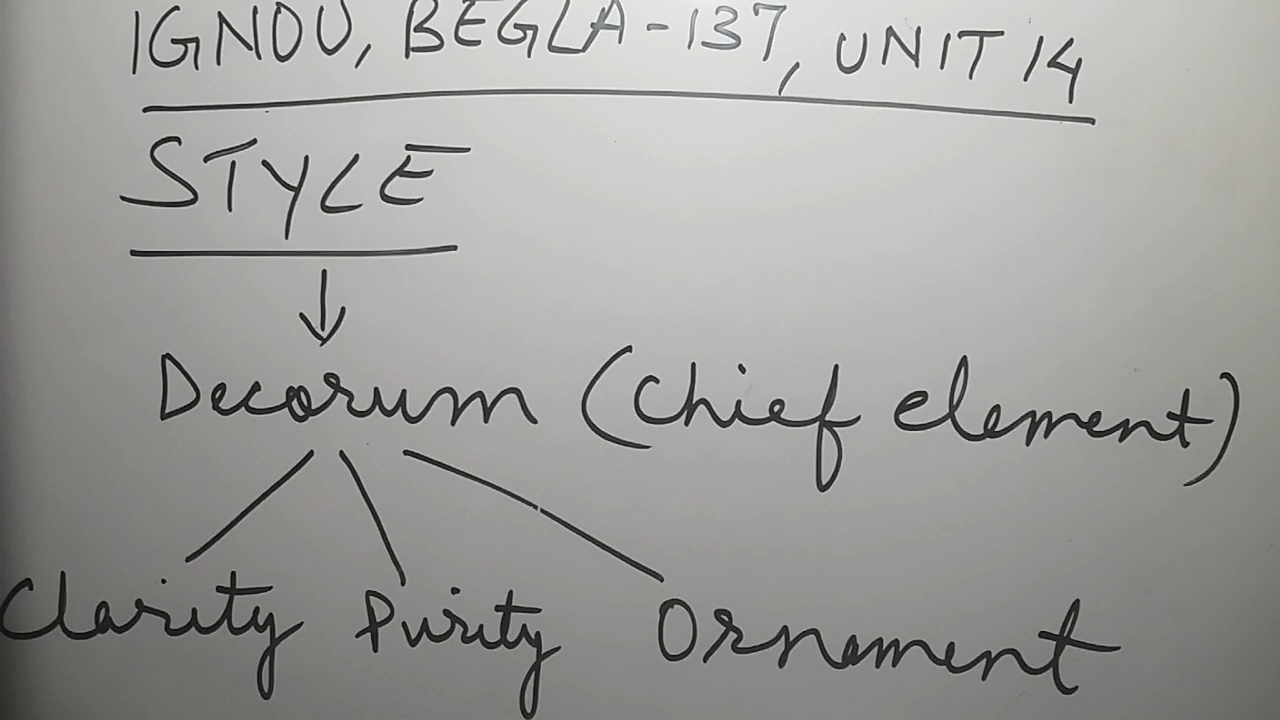 IGNOU, BEGLA-137, UNIT 14
STYLE
Decorum (Chief element)
Clarity Purity Ornament